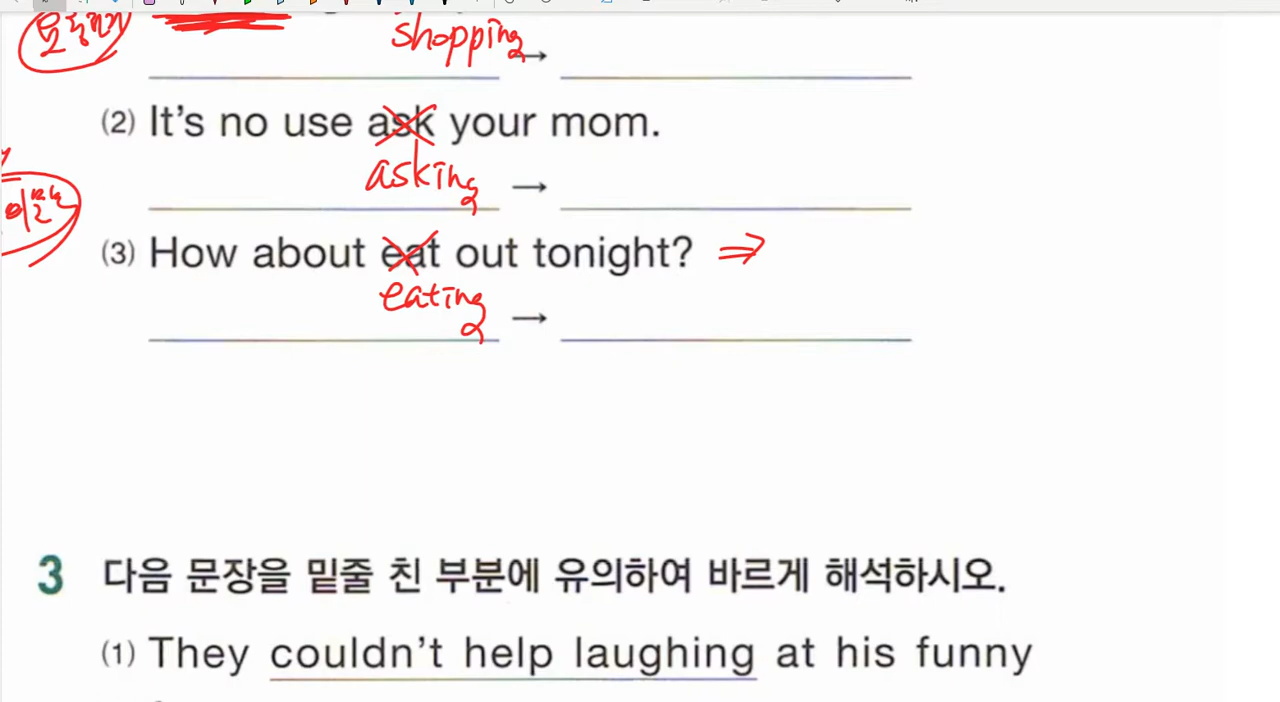 shopping →
(2) It's no use ask your mom.
asking →
(3) How about eat out tonight? ⇒
eating →
3 다음 문장을 밑줄 친 부분에 유의하여 바르게 해석하시오.
(1) They couldn't help laughing at his funny